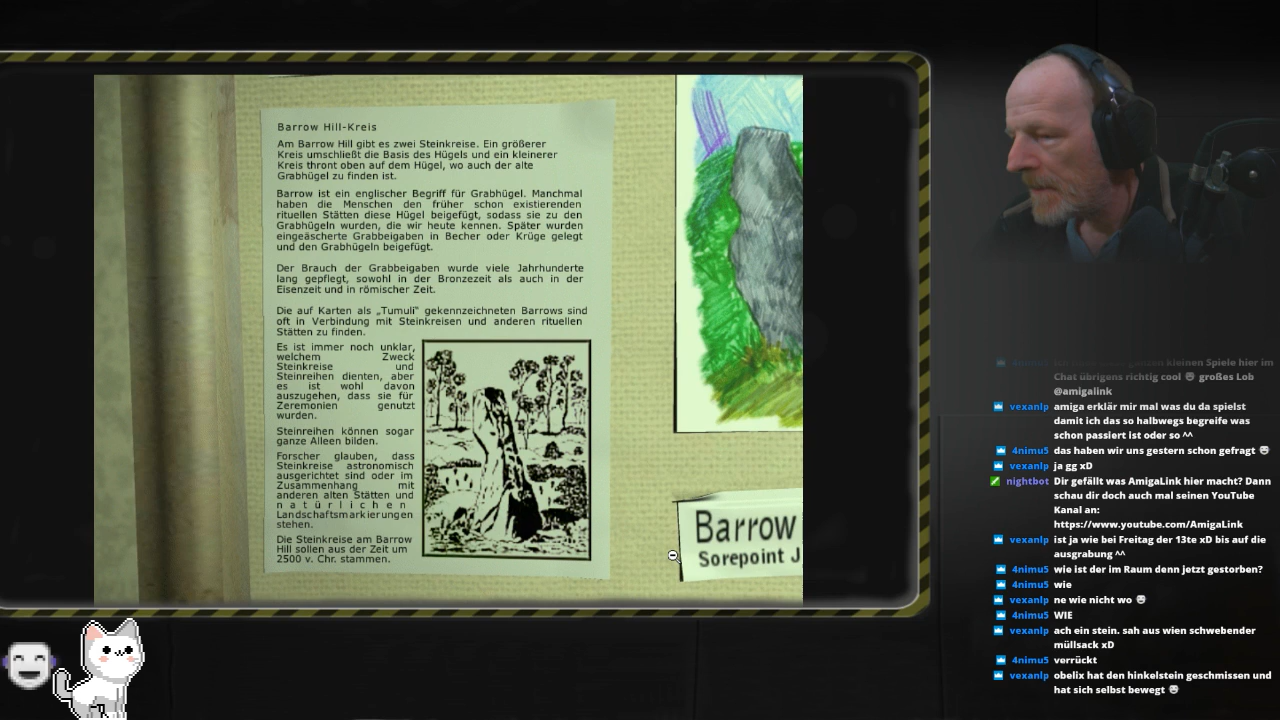 Barrow Hill-Kreis
Am Barrow Hill gibt es zwei Steinkreise. Ein größerer
Kreis umschließt die Basis des Hügels und ein kleinerer
Kreis thront oben auf dem Hügel, wo auch der alte
Grabhügel zu finden ist.
Barrow ist ein englischer Begriff für Grabhügel. Manchmal
haben die Menschen den früher schon existierenden
rituellen Stätten diese Hügel beigefügt, sodass sie zu den
Grabhügeln wurden, die wir heute kennen. Später wurden
eingeäscherte Grabbeigaben in Becher oder Krüge gelegt
und den Grabhügeln beigefügt.
Der Brauch der Grabbeigaben wurde viele Jahrhunderte
lang gepflegt, sowohl in der Bronzezeit als auch in der
Eisenzeit und in römischer Zeit.
Die auf Karten als „Tumuli" gekennzeichneten Barrows sind
oft in Verbindung mit Steinkreisen und anderen rituellen
Stätten zu finden.
Es ist immer noch unklar,
welchem Zweck
Steinkreise und
Steinreihen dienten, aber
es ist wohl davon
auszugehen, dass sie für
Zeremonien genutzt
wurden.
Steinreihen können sogar
ganze Alleen bilden.
Forscher glauben, dass
Steinkreise astronomisch
ausgerichtet sind oder im
Zusammenhang mit
anderen alten Stätten und
natürlichen
Landschaftsmarkierungen
stehen.
Die Steinkreise am Barrow
Hill sollen aus der Zeit um
2500 v. Chr. stammen.
Barrow
Sorepoint J
kleinen Spiele hier im
Chat übrigens richtig cool großes Lob
@amigalink
vexanlp amiga erklär mir mal was du da spielst
damit ich das so halbwegs begreife was
schon passiert ist oder so ^^
4nimu5 das haben wir uns gestern schon gefragt
vexanlp ja gg xD
nightbot Dir gefällt was AmigaLink hier macht? Dann
schau dir doch auch mal seinen YouTube
Kanal an:
https://www.youtube.com/AmigaLink
vexanlp ist ja wie bei Freitag der 13te xD bis auf die
ausgrabung ^^
4nimu5 wie ist der im Raum denn jetzt gestorben?
4nimu5 wie
vexanlp ne wie nicht wo
4nimu5 WIE
vexanlp ach ein stein. sah aus wien schwebender
müllsack xD
4nimu5 verrückt
vexanlp obelix hat den hinkelstein geschmissen und
hat sich selbst bewegt